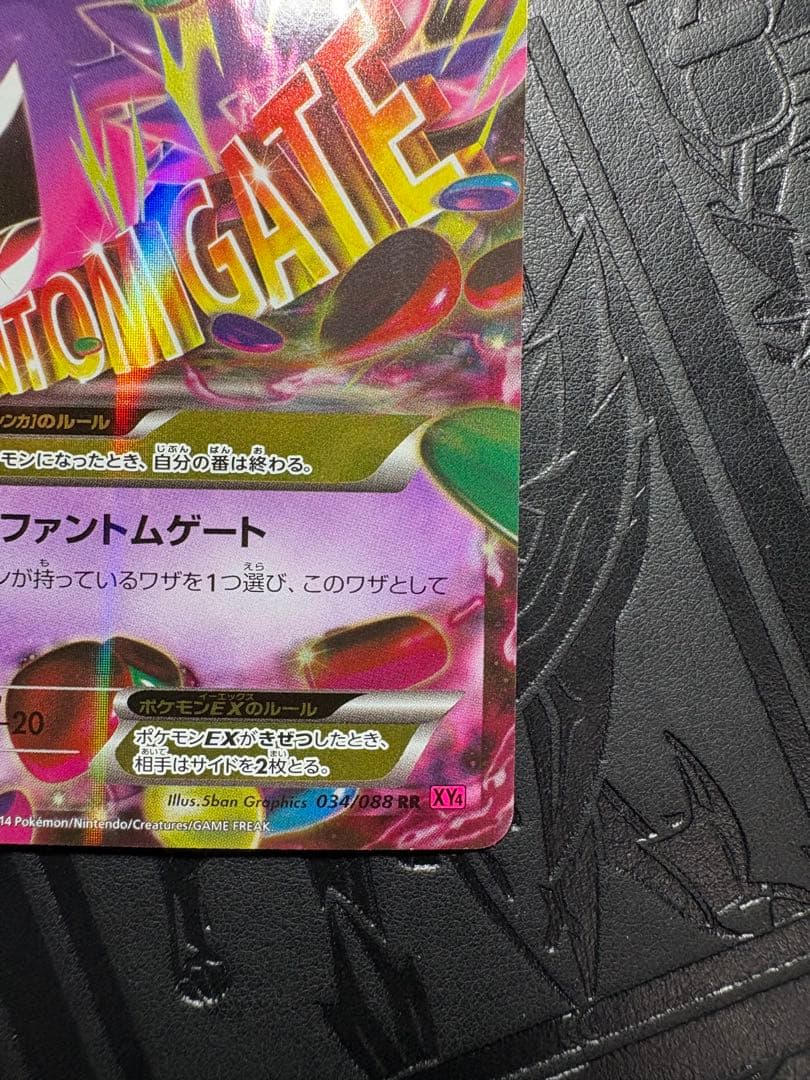 NTOM GATE.
ンカ]のルール
モンになったとき、自分の番は終わる。
ファントムゲート
ンが持っているワザを1つ選び、このワザとして
-20
ポケモンEXのルール
ポケモンEXがきぜつしたとき、
相手はサイドを2枚とる。
Illus.5ban Graphics 034/088 RR XY4
14 Pokémon/Nintendo/Creatures/GAME FREAK